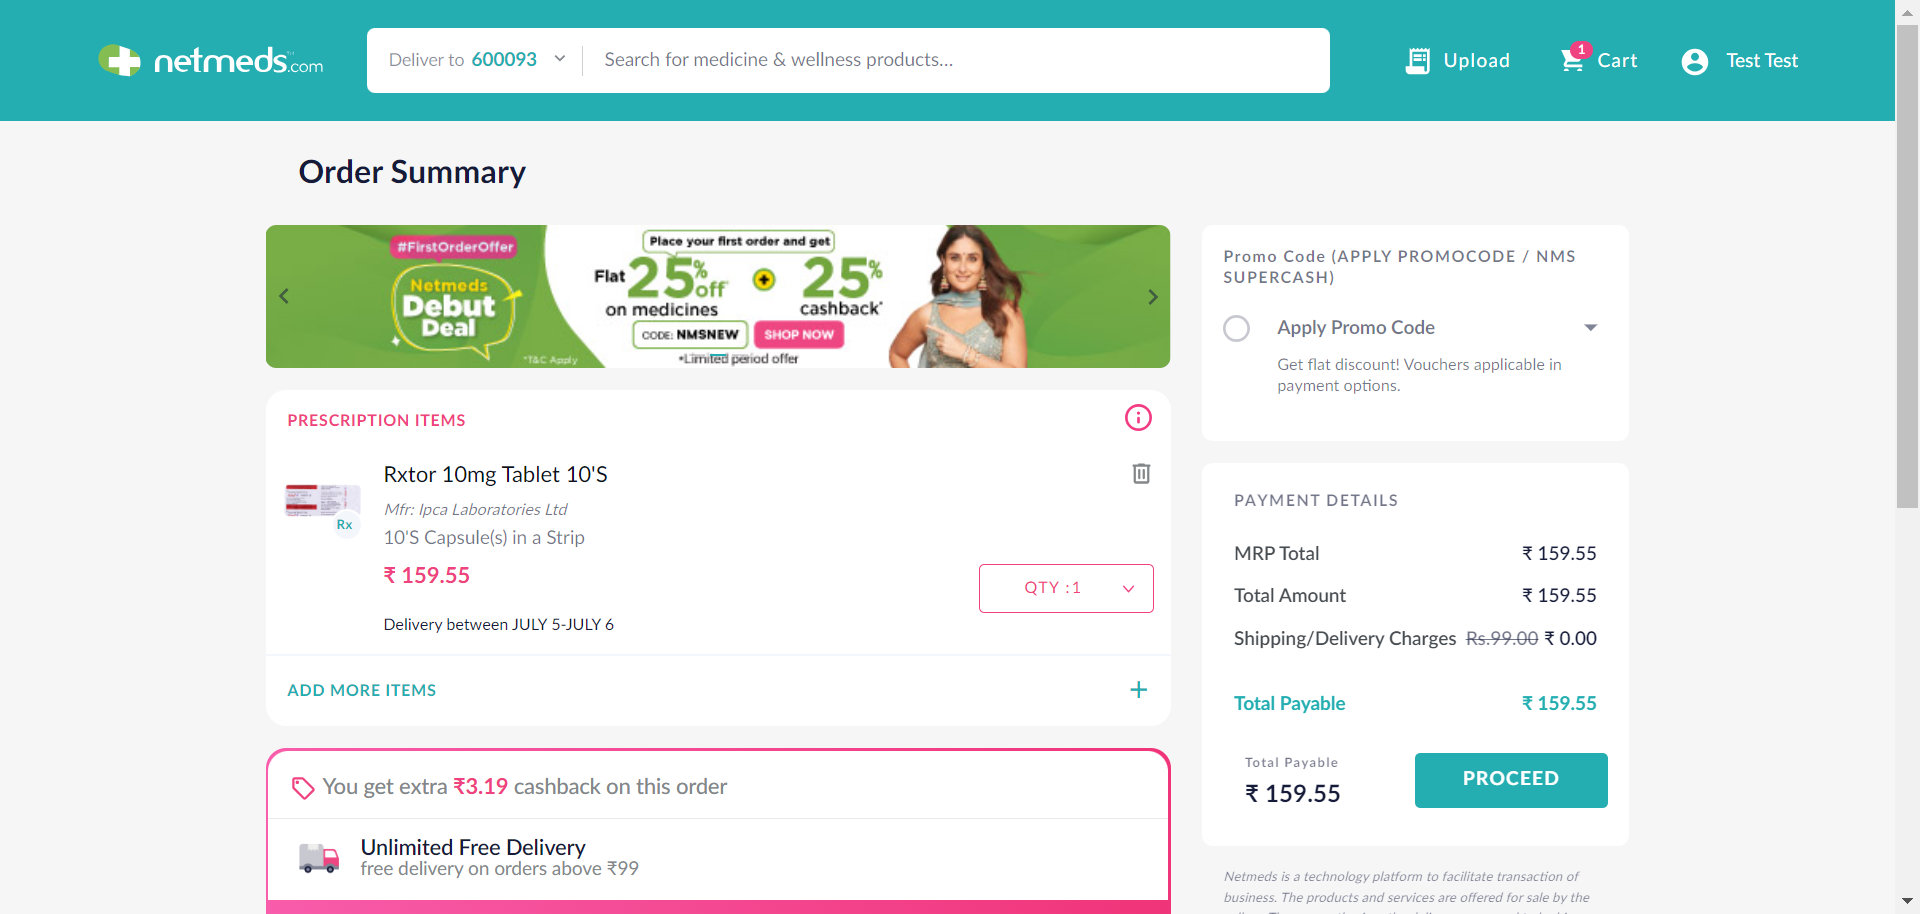 netmeds.com
Deliver to 600093
Search for medicine & wellness products...
Upload
1
Cart
Test Test
Order Summary
#FirstOrderOffer
Netmeds
Debut
Deal
*T&C Apply
Place your first order and get
Flat 25% off
on medicines
+
25%
cashback*
CODE: NMSNEW
SHOP NOW
*Limited period offer
PRESCRIPTION ITEMS
Rxtor 10mg Tablet 10'S
Mfr: Ipca Laboratories Ltd
Rx
10'S Capsule(s) in a Strip
₹ 159.55
QTY :1
Delivery between JULY 5-JULY 6
ADD MORE ITEMS
You get extra ₹3.19 cashback on this order
Unlimited Free Delivery
free delivery on orders above ₹99
Promo Code (APPLY PROMOCODE / NMS
SUPERCASH)
Apply Promo Code
Get flat discount! Vouchers applicable in
payment options.
PAYMENT DETAILS
MRP Total ₹ 159.55
Total Amount ₹ 159.55
Shipping/Delivery Charges Rs.99.00 ₹ 0.00
Total Payable ₹ 159.55
Total Payable
₹ 159.55
PROCEED
Netmeds is a technology platform to facilitate transaction of
business. The products and services are offered for sale by the